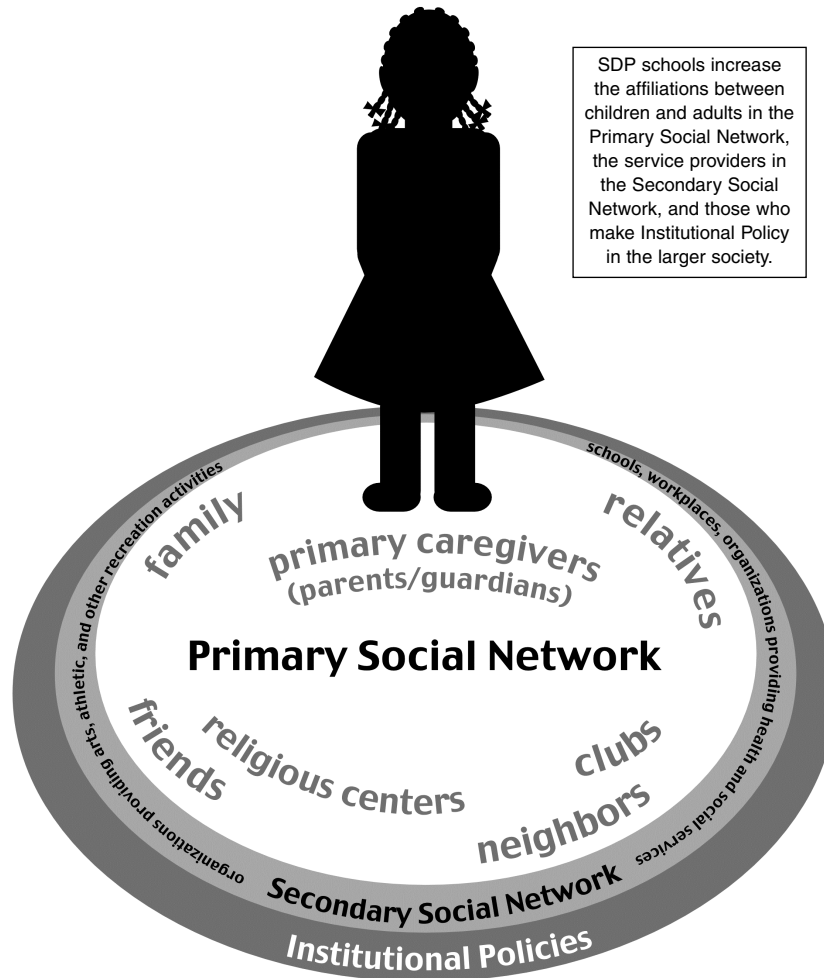 SDP schools increase
the affiliations between
children and adults in the
Primary Social Network,
the service providers in
the Secondary Social
Network, and those who
make Institutional Policy
in the larger society.
organizations providing arts, athletic, and other recreation activities
schools, workplaces, organizations providing health and social services
family
primary caregivers
(parents/guardians)
relatives
Primary Social Network
friends
religious centers
clubs
neighbors
Secondary Social Network
Institutional Policies